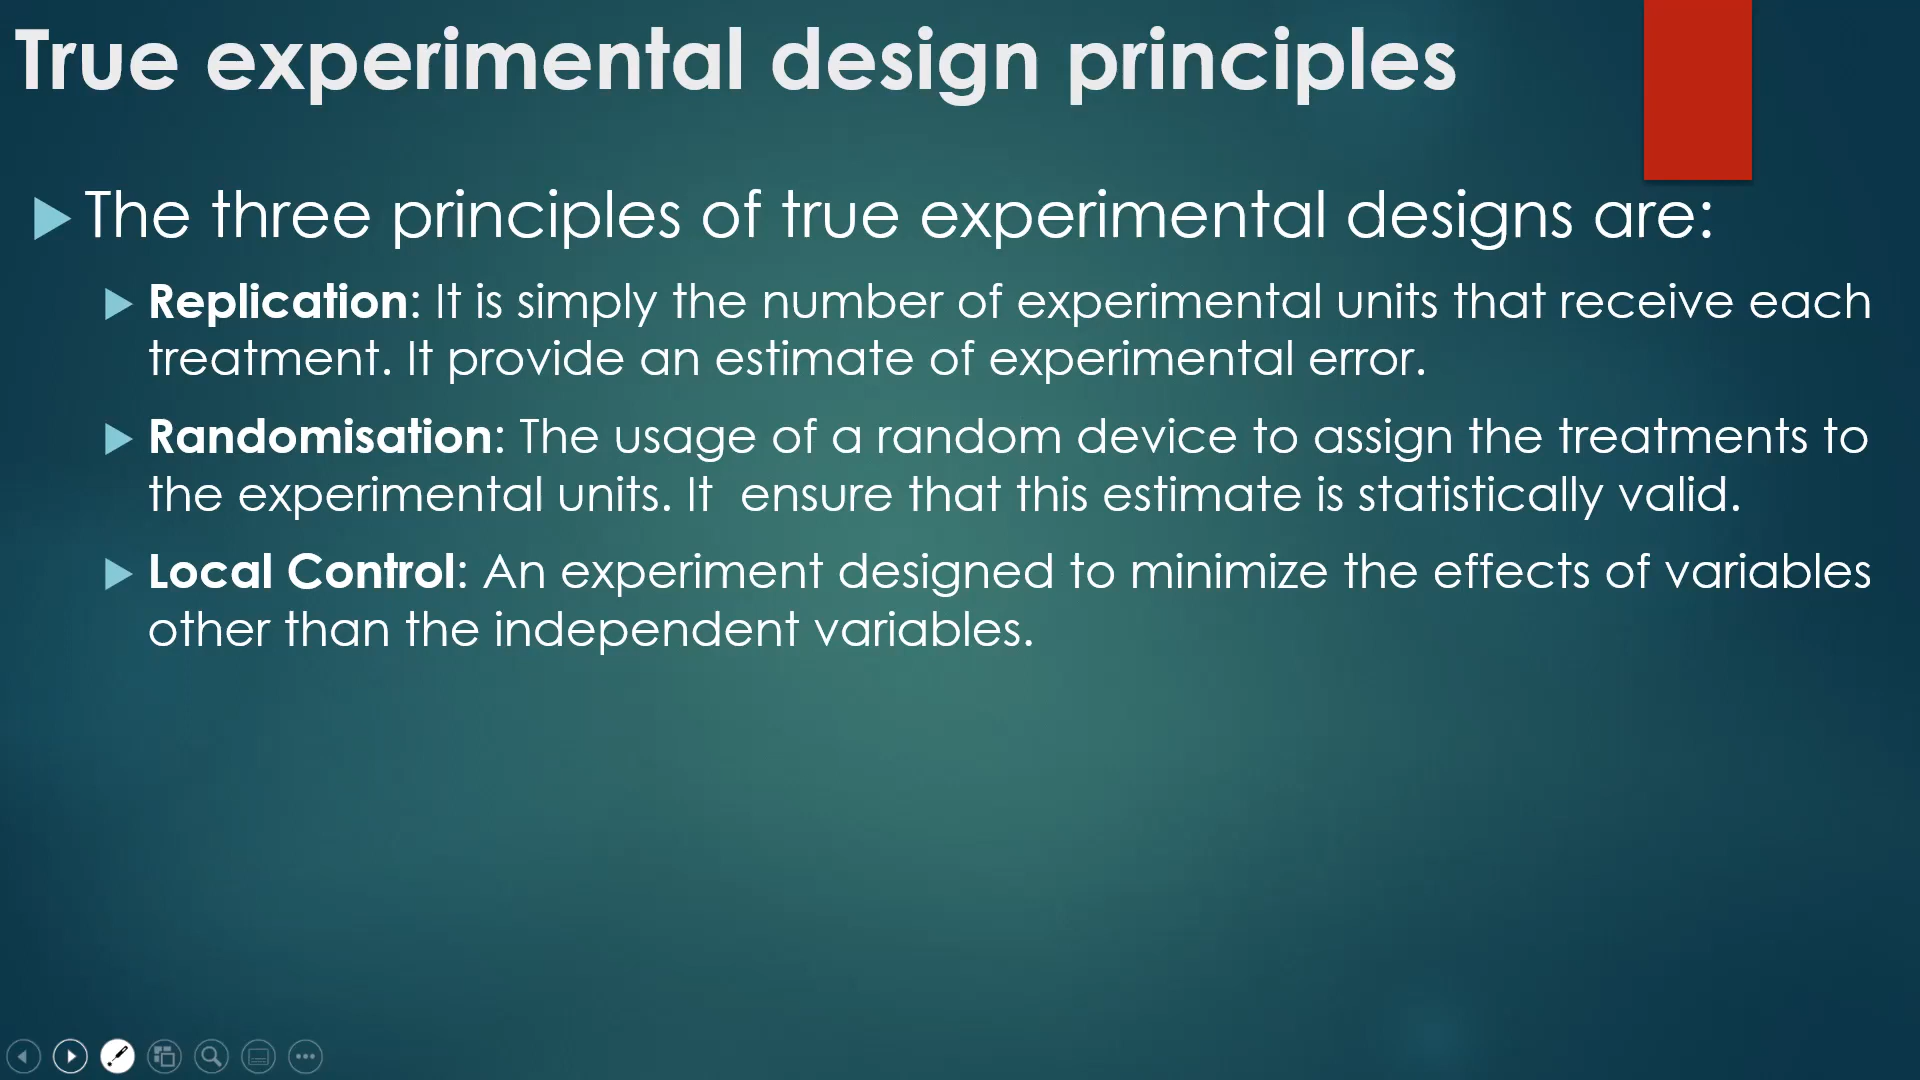 True experimental design principles
The three principles of true experimental designs are:
Replication: It is simply the number of experimental units that receive each
treatment. It provide an estimate of experimental error.
Randomisation: The usage of a random device to assign the treatments to
the experimental units. It  ensure that this estimate is statistically valid.
Local Control: An experiment designed to minimize the effects of variables
other than the independent variables.